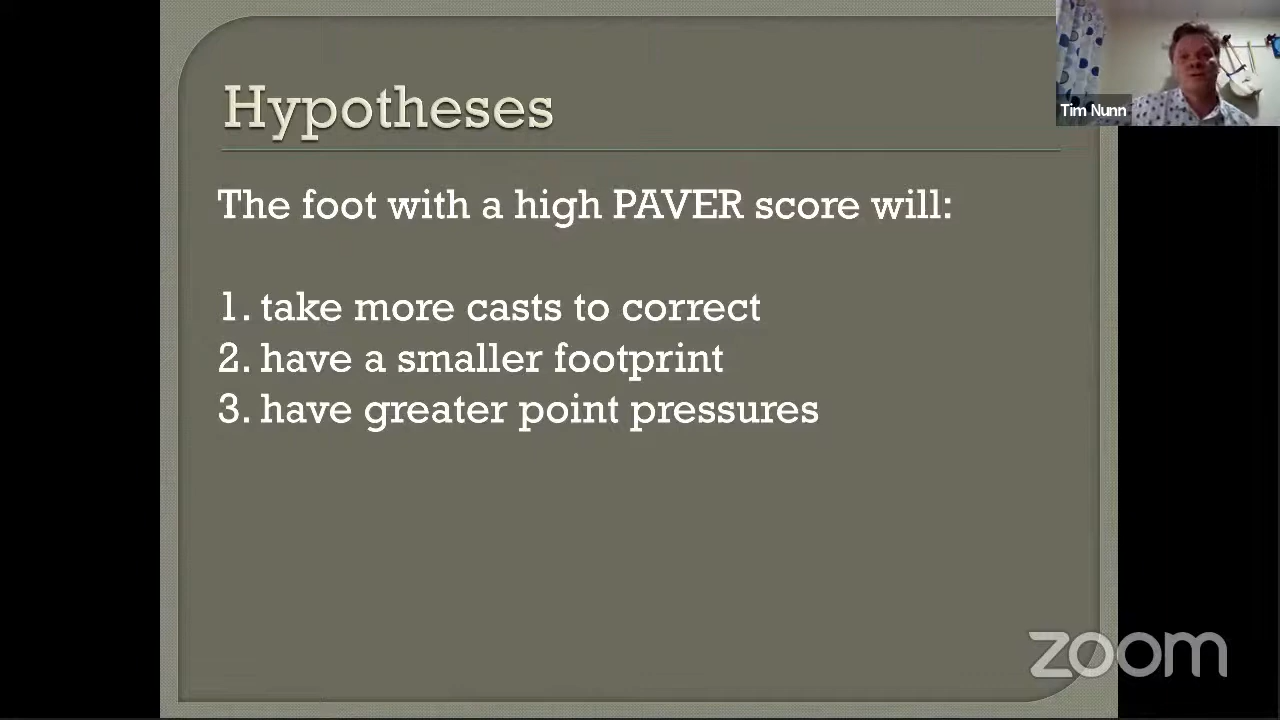 Hypotheses
Tim Nunn
The foot with a high PAVER score will:
1. take more casts to correct
2. have a smaller footprint
3. have greater point pressures
zoom